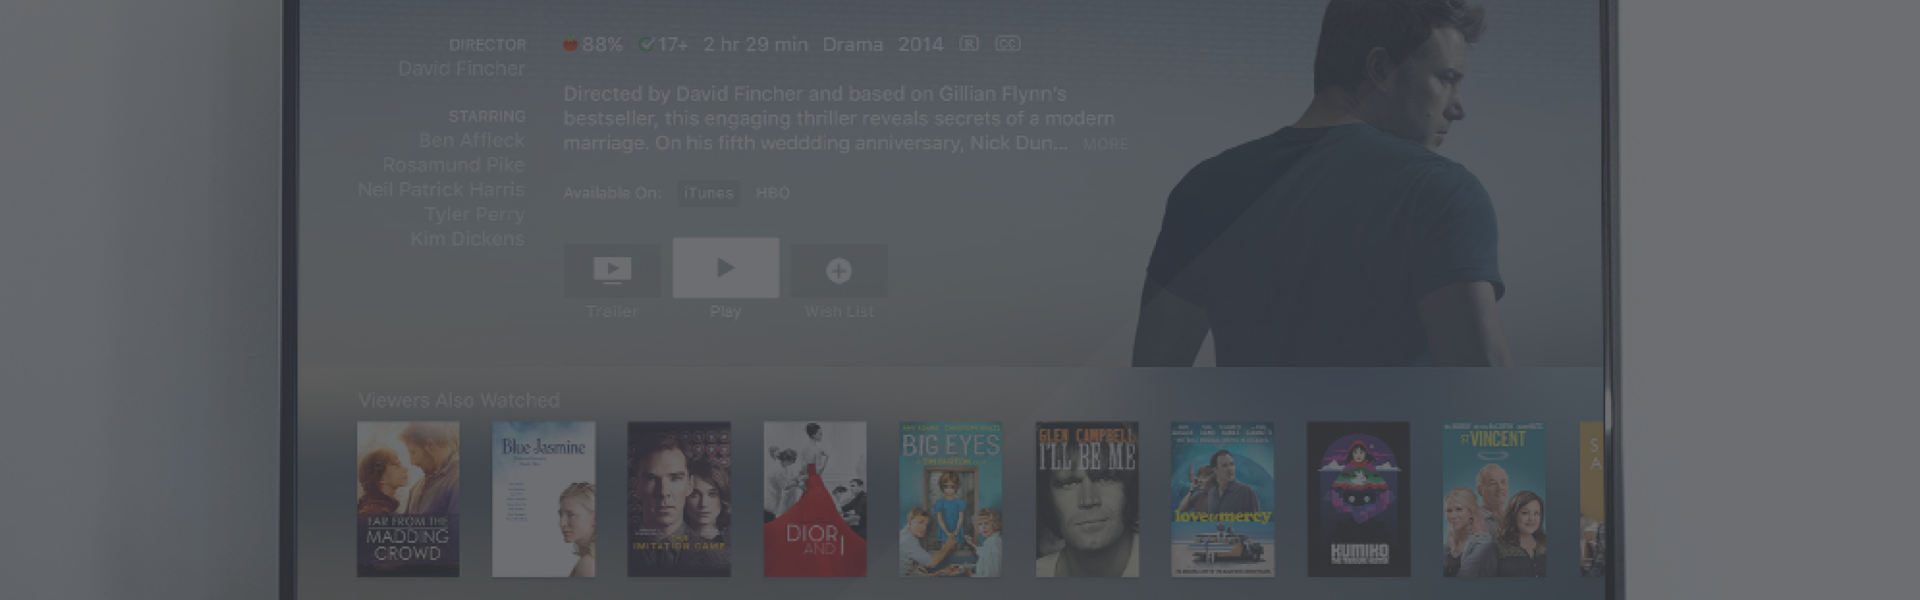 DIRECTOR
David Fincher
STARRING
Ben Affleck
Rosamund Pike
Neil Patrick Harris
Tyler Perry
Kim Dickens
88% 17+ 2 hr 29 min Drama 2014 R CC
Directed by David Fincher and based on Gillian Flynn's
bestseller, this engaging thriller reveals secrets of a modern
marriage. On his fifth weddding anniversary, Nick Dun... MORE
Available On: iTunes HBO
Trailer Play Wish List
Viewers Also Watched
FAR FROM THE
MADDING
CROWD
Blue Jasmine
THE
IMITATION GAME
DIOR
AND I
BIG EYES
GLEN CAMPBELL
I'LL BE ME
love&mercy
KUMIKO
ST. VINCENT
S
A